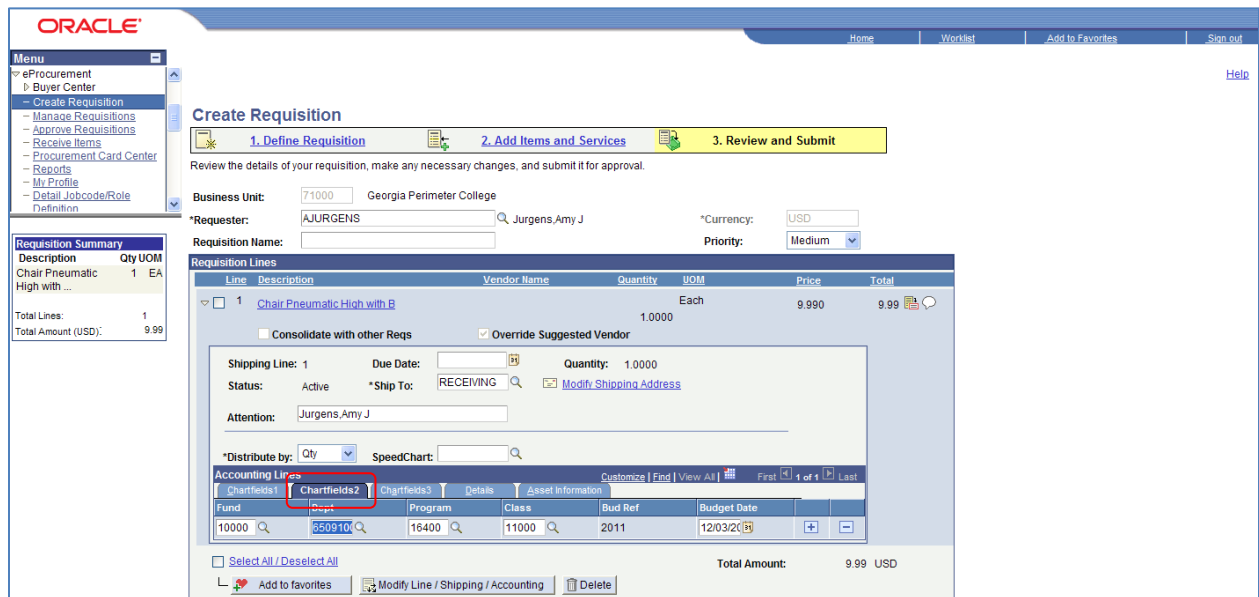 ORACLE
Home Worklist Add to Favorites Sign out
Menu
Help
eProcurement
Buyer Center
Create Requisition
Manage Requisitions
Approve Requisitions
Receive Items
Procurement Card Center
Reports
My Profile
Detail Jobcode/Role
Definition
Requisition Summary
Description Qty UOM
Chair Pneumatic 1 EA
High with ...
Total Lines: 1
Total Amount (USD): 9.99
Create Requisition
1. Define Requisition 2. Add Items and Services 3. Review and Submit
Review the details of your requisition, make any necessary changes, and submit it for approval.
Business Unit: 71000 Georgia Perimeter College
*Requester: AJURGENS Jurgens,Amy J *Currency: USD
Requisition Name: Priority: Medium
Requisition Lines
Line Description Vendor Name Quantity UOM Price Total
1 Chair Pneumatic High with B 1.0000 Each 9.990 9.99
Consolidate with other Reqs Override Suggested Vendor
Shipping Line: 1 Due Date: 31 Quantity: 1.0000
Status: Active *Ship To: RECEIVING Modify Shipping Address
Attention: Jurgens,Amy J
*Distribute by: Qty SpeedChart:
Accounting Lines Customize | Find | View All | First 1 of 1 Last
Chartfields1 Chartfields2 Chartfields3 Details Asset Information
Fund Dept Program Class Bud Ref Budget Date
10000 650910 16400 11000 2011 12/03/20 31
Select All / Deselect All Total Amount: 9.99 USD
Add to favorites Modify Line / Shipping / Accounting Delete